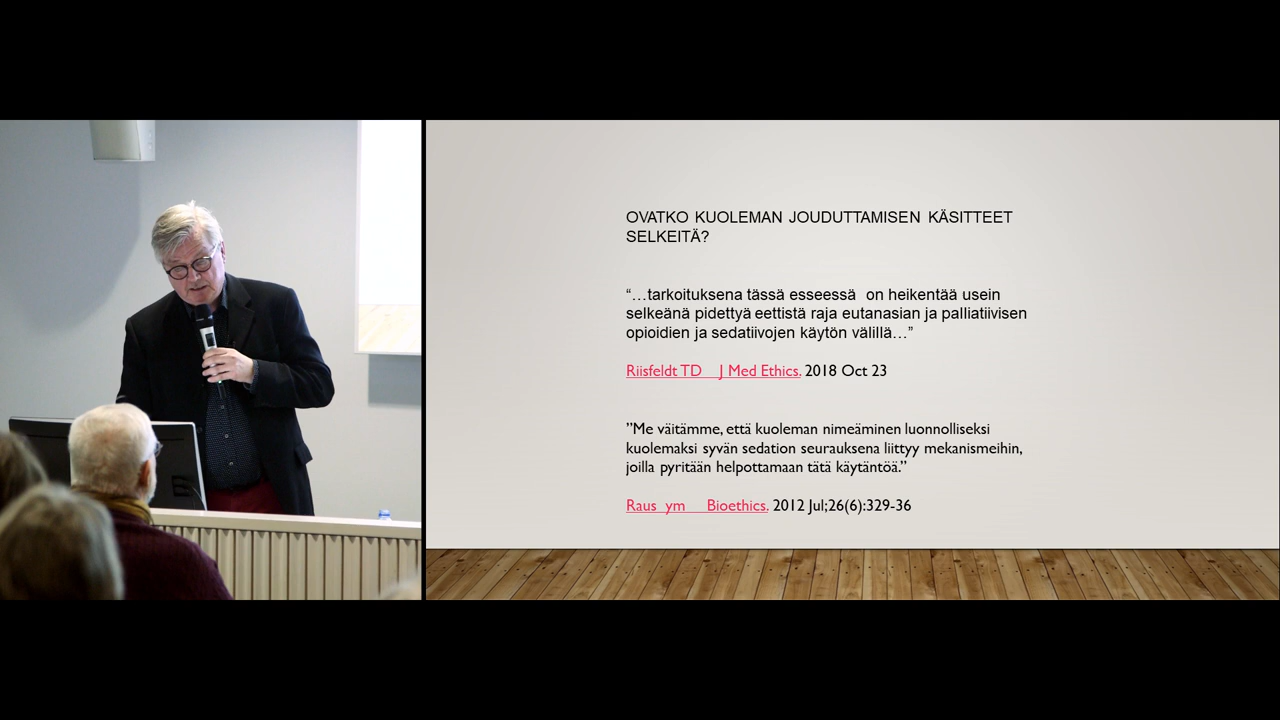 OVATKO KUOLEMAN JOUDUTTAMISEN KÄSITTEET
SELKEITÄ?
“…tarkoituksena tässä esseessä on heikentää usein
selkeänä pidettyä eettistä raja eutanasian ja palliatiivisen
opioidien ja sedatiivojen käytön välillä…”
Riisfeldt TD J Med Ethics. 2018 Oct 23
”Me väitämme, että kuoleman nimeäminen luonnolliseksi
kuolemaksi syvän sedation seurauksena liittyy mekanismeihin,
joilla pyritään helpottamaan tätä käytäntöä.”
Raus ym Bioethics. 2012 Jul;26(6):329-36